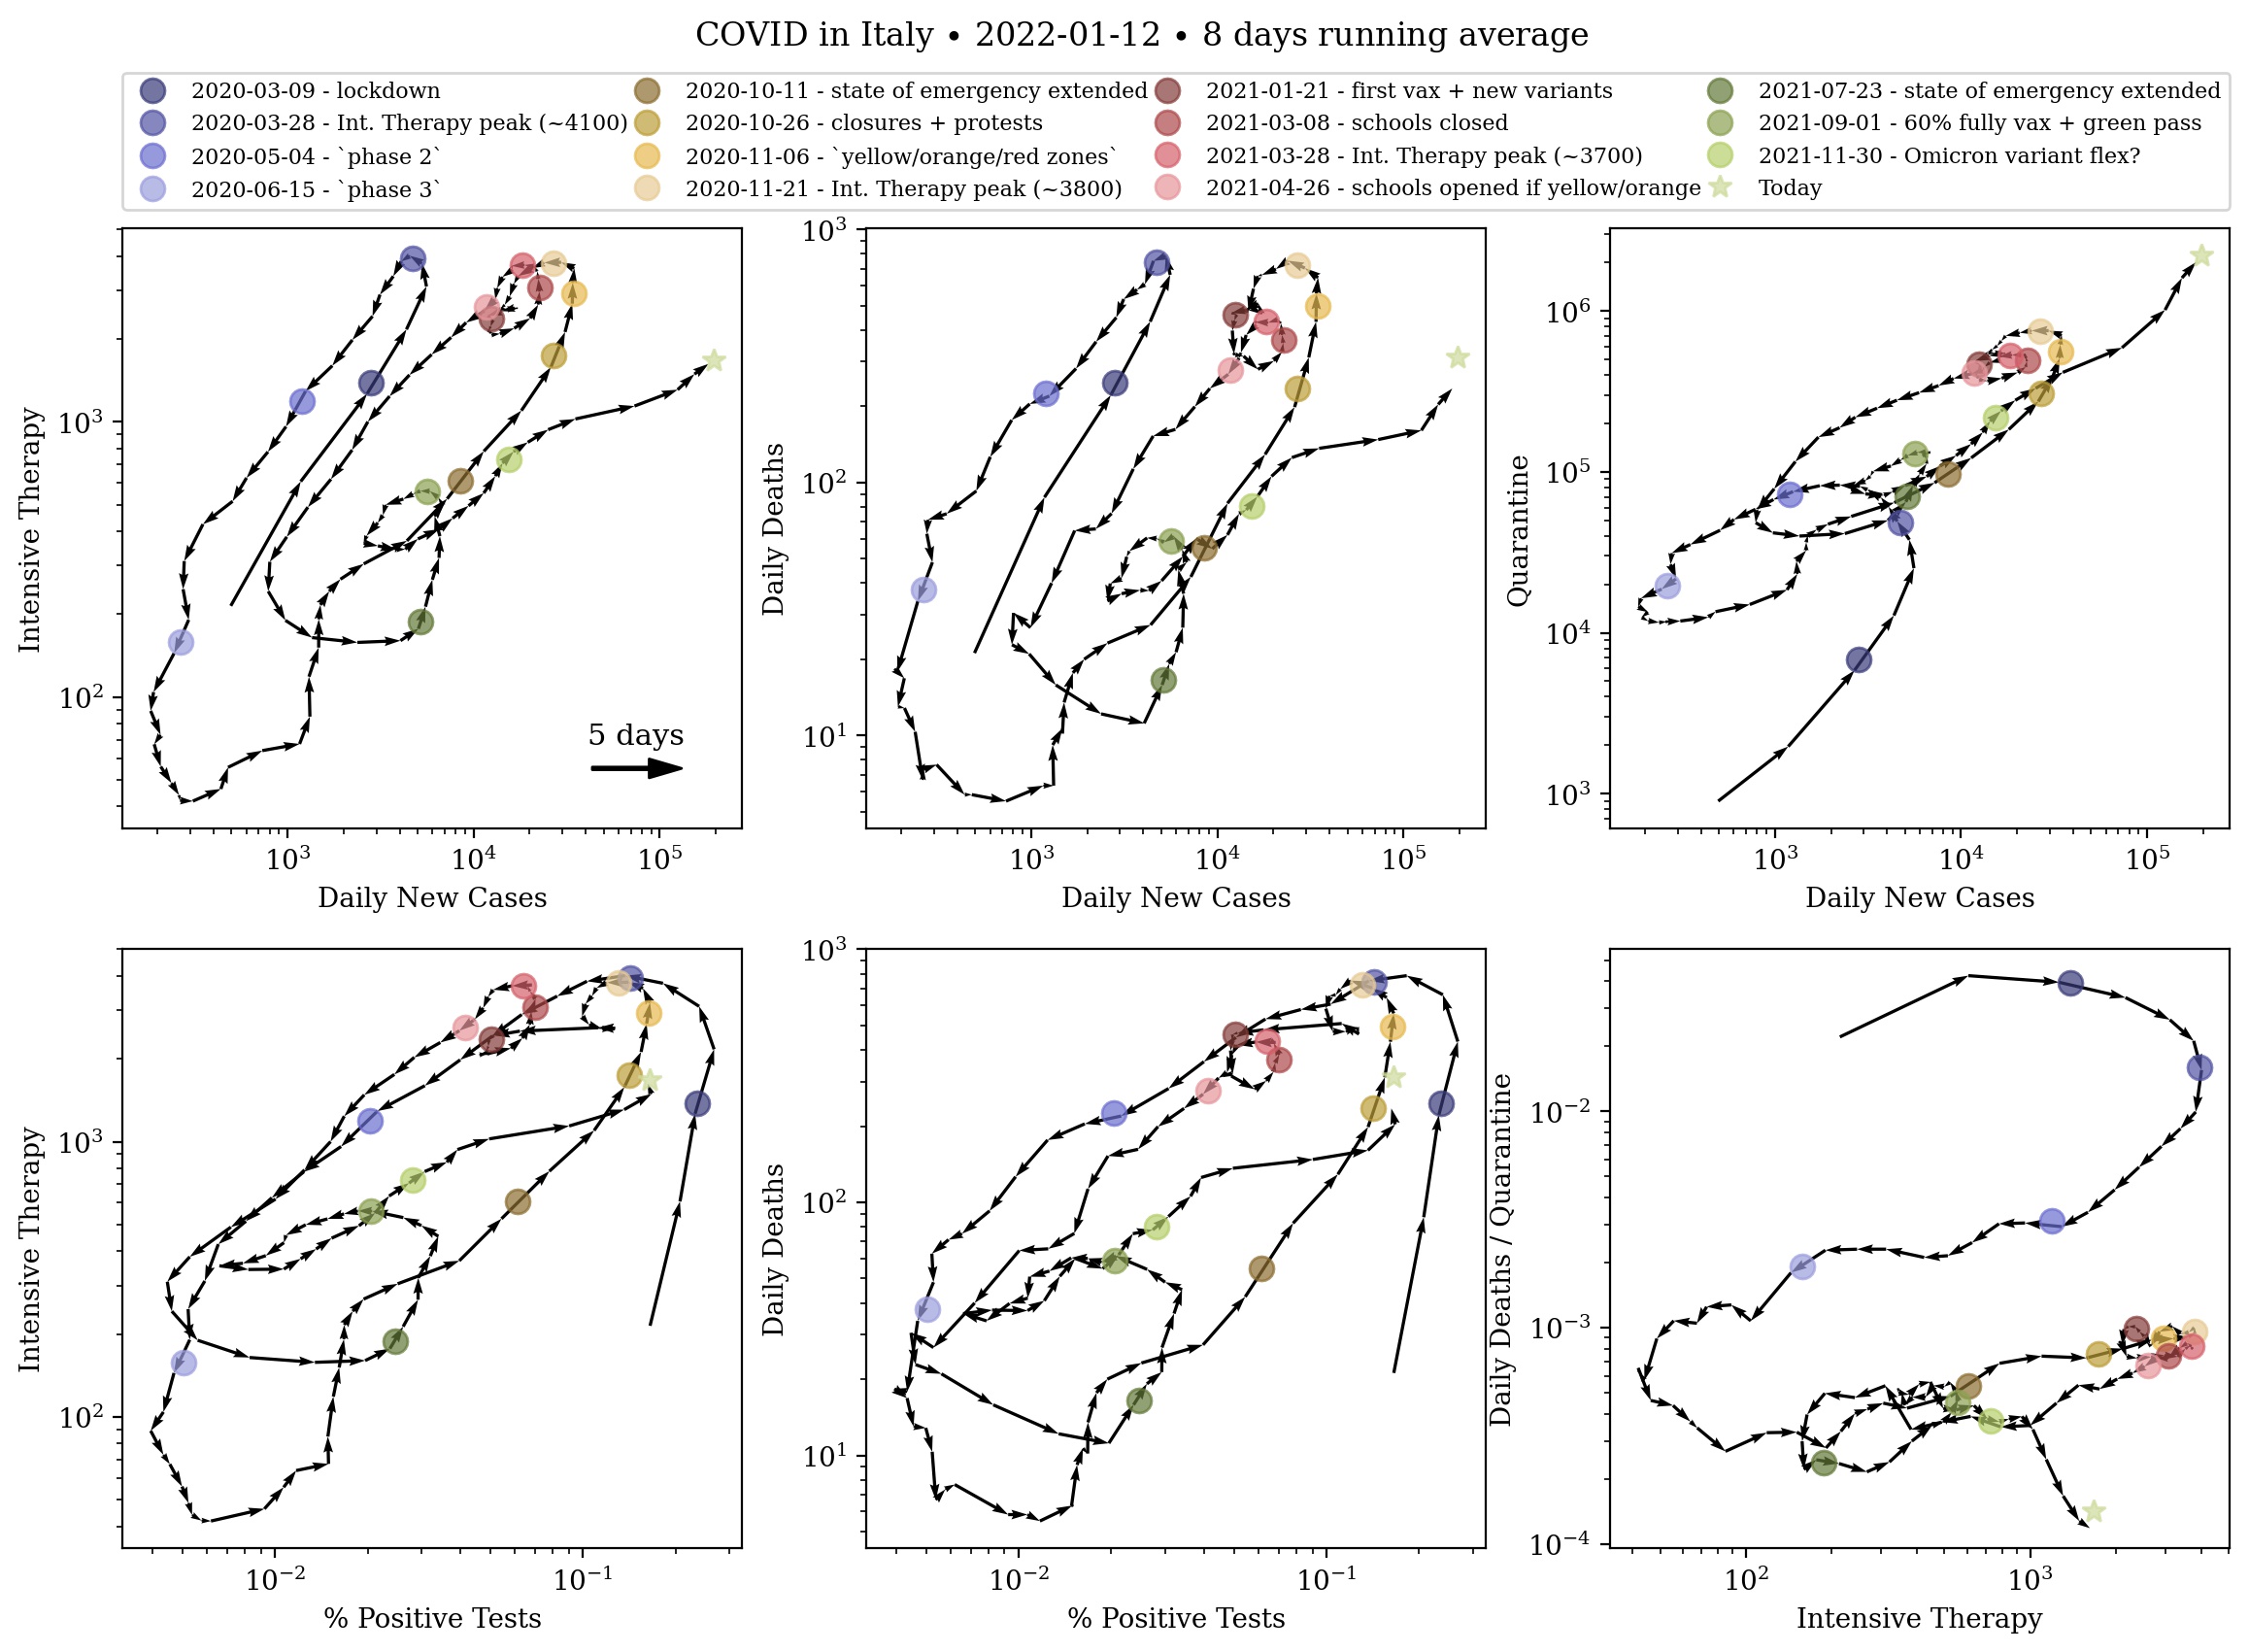 COVID in Italy • 2022-01-12 • 8 days running average
2020-03-09 - lockdown
2020-03-28 - Int. Therapy peak (~4100)
2020-05-04 - `phase 2`
2020-06-15 - `phase 3`
2020-10-11 - state of emergency extended
2020-10-26 - closures + protests
2020-11-06 - `yellow/orange/red zones`
2020-11-21 - Int. Therapy peak (~3800)
2021-01-21 - first vax + new variants
2021-03-08 - schools closed
2021-03-28 - Int. Therapy peak (~3700)
2021-04-26 - schools opened if yellow/orange
2021-07-23 - state of emergency extended
2021-09-01 - 60% fully vax + green pass
2021-11-30 - Omicron variant flex?
Today
Intensive Therapy
10³
10²
5 days
10³ 10⁴ 10⁵
Daily New Cases
Daily Deaths
10³
10²
10¹
10³ 10⁴ 10⁵
Daily New Cases
Quarantine
10⁶
10⁵
10⁴
10³
10³ 10⁴ 10⁵
Daily New Cases
Intensive Therapy
10³
10²
10⁻² 10⁻¹
% Positive Tests
Daily Deaths
10³
10²
10¹
10⁻² 10⁻¹
% Positive Tests
Daily Deaths / Quarantine
10⁻²
10⁻³
10⁻⁴
10² 10³
Intensive Therapy